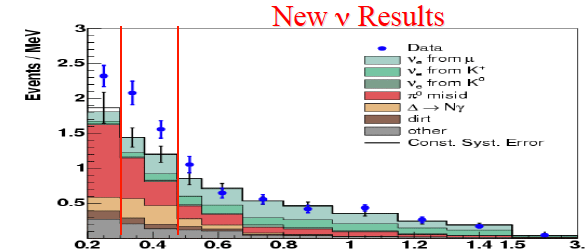 New ν Results
Events / MeV
3
2.5
2
1.5
1
0.5
Data
νe from μ
νe from K+
νe from K0
π0 misid
Δ → Nγ
dirt
other
Const. Syst. Error
0.2 0.4 0.6 0.8 1 1.2 1.4 1.5 3